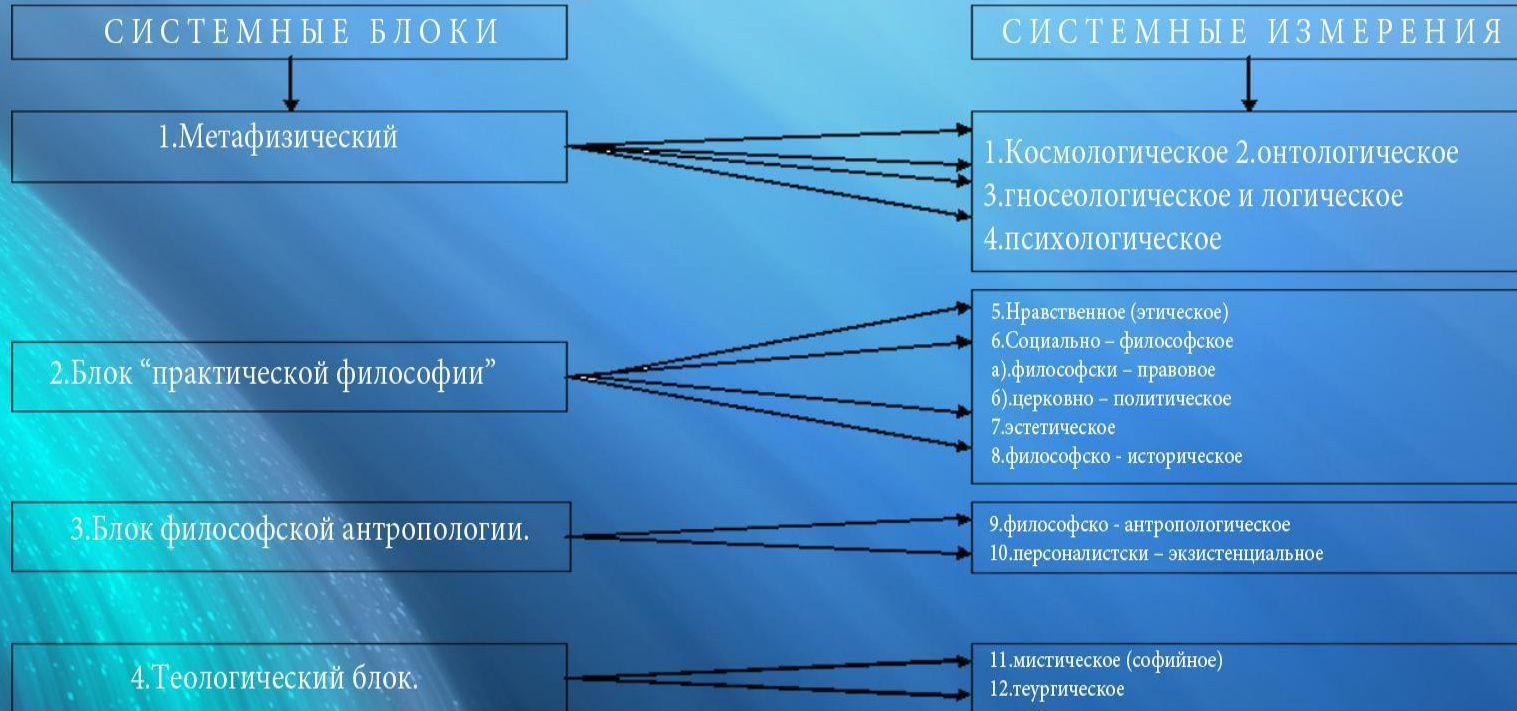 СИСТЕМНЫЕ БЛОКИ
СИСТЕМНЫЕ ИЗМЕРЕНИЯ
1.Метафизический
1.Космологическое 2.онтологическое
3.гносеологическое и логическое
4.психологическое
2.Блок “практической философии”
5.Нравственное (этическое)
6.Социально – философское
а).философски – правовое
б).церковно – политическое
7.эстетическое
8.философско - историческое
3.Блок философской антропологии.
9.философско - антропологическое
10.персоналистски – экзистенциальное
4.Теологический блок.
11.мистическое (софийное)
12.теургическое